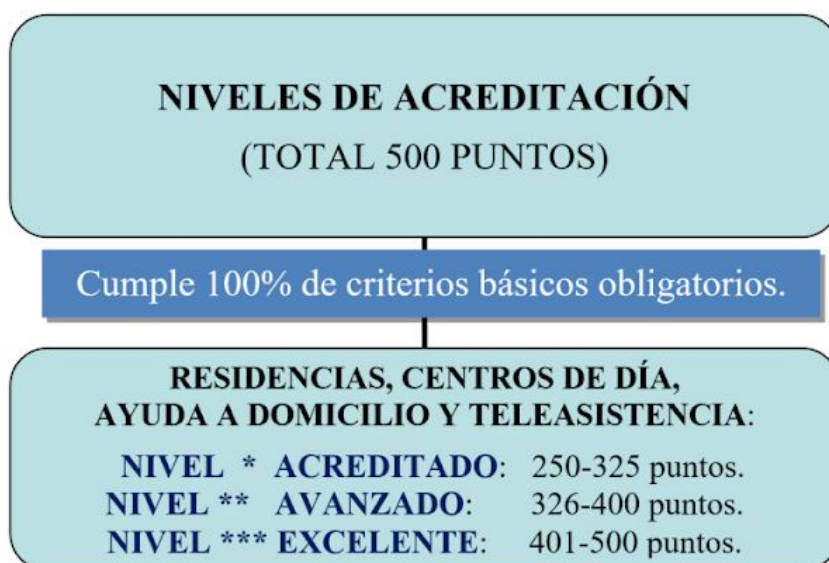 NIVELES DE ACREDITACIÓN
(TOTAL 500 PUNTOS)
Cumple 100% de criterios básicos obligatorios.
RESIDENCIAS, CENTROS DE DÍA,
AYUDA A DOMICILIO Y TELEASISTENCIA:
NIVEL * ACREDITADO: 250-325 puntos.
NIVEL ** AVANZADO: 326-400 puntos.
NIVEL *** EXCELENTE: 401-500 puntos.